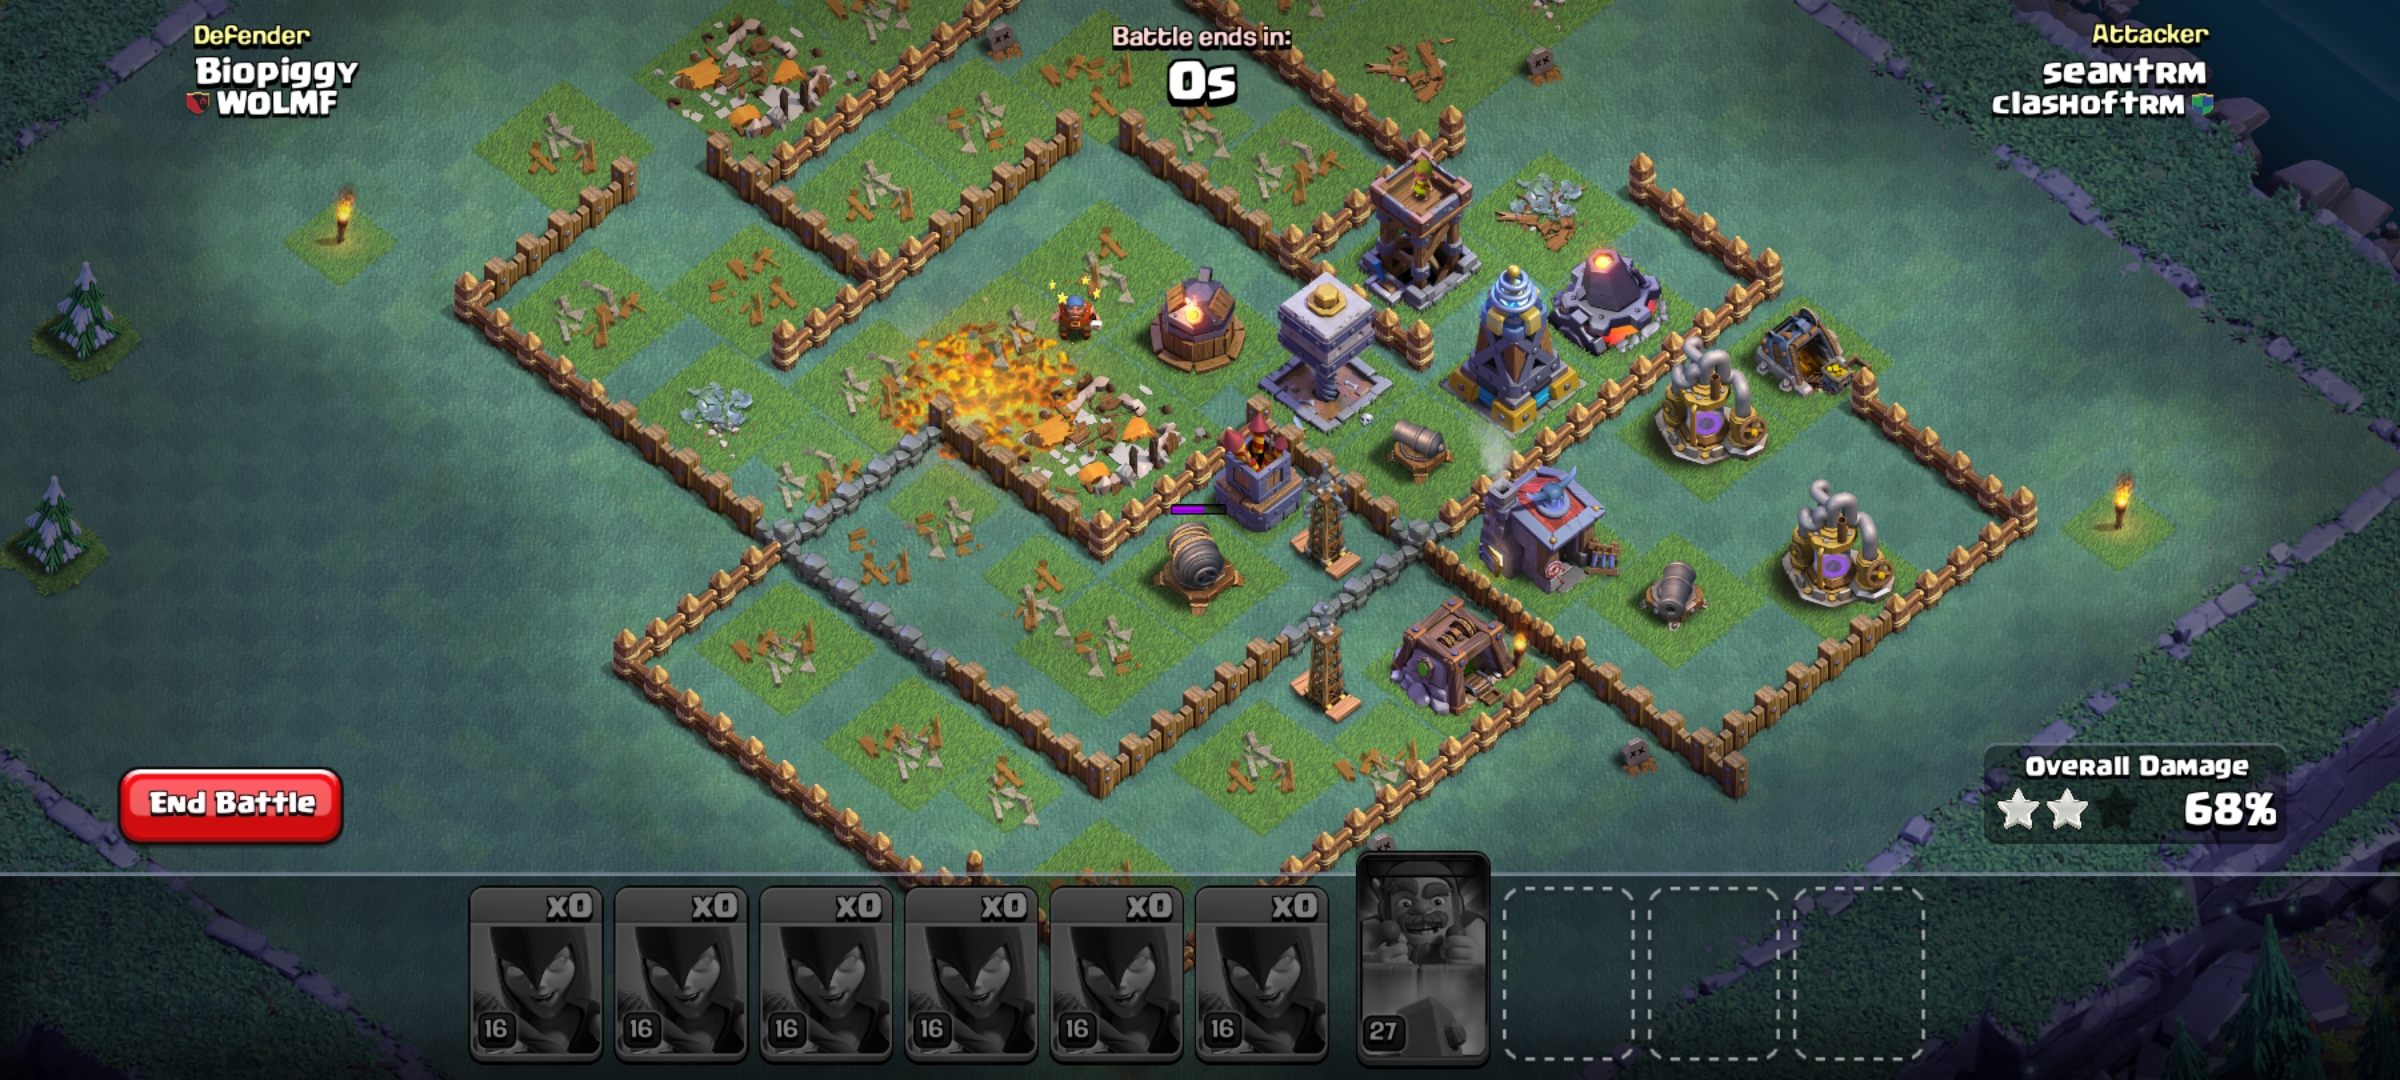 Defender
Biopiggy
WOLMF
Battle ends in:
0s
Attacker
seantRM
clashoftRM
End Battle
Overall Damage
68%
x0
x0
x0
x0
x0
x0
16
16
16
16
16
16
27